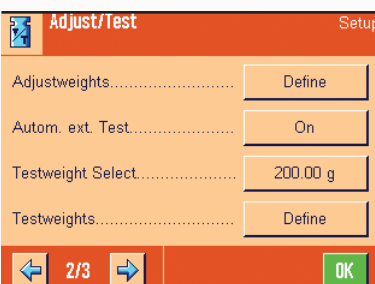 Adjust/Test Setup
Adjustweights.......................... Define
Autom. ext. Test...................... On
Testweight Select..................... 200.00 g
Testweights............................ Define
2/3 OK